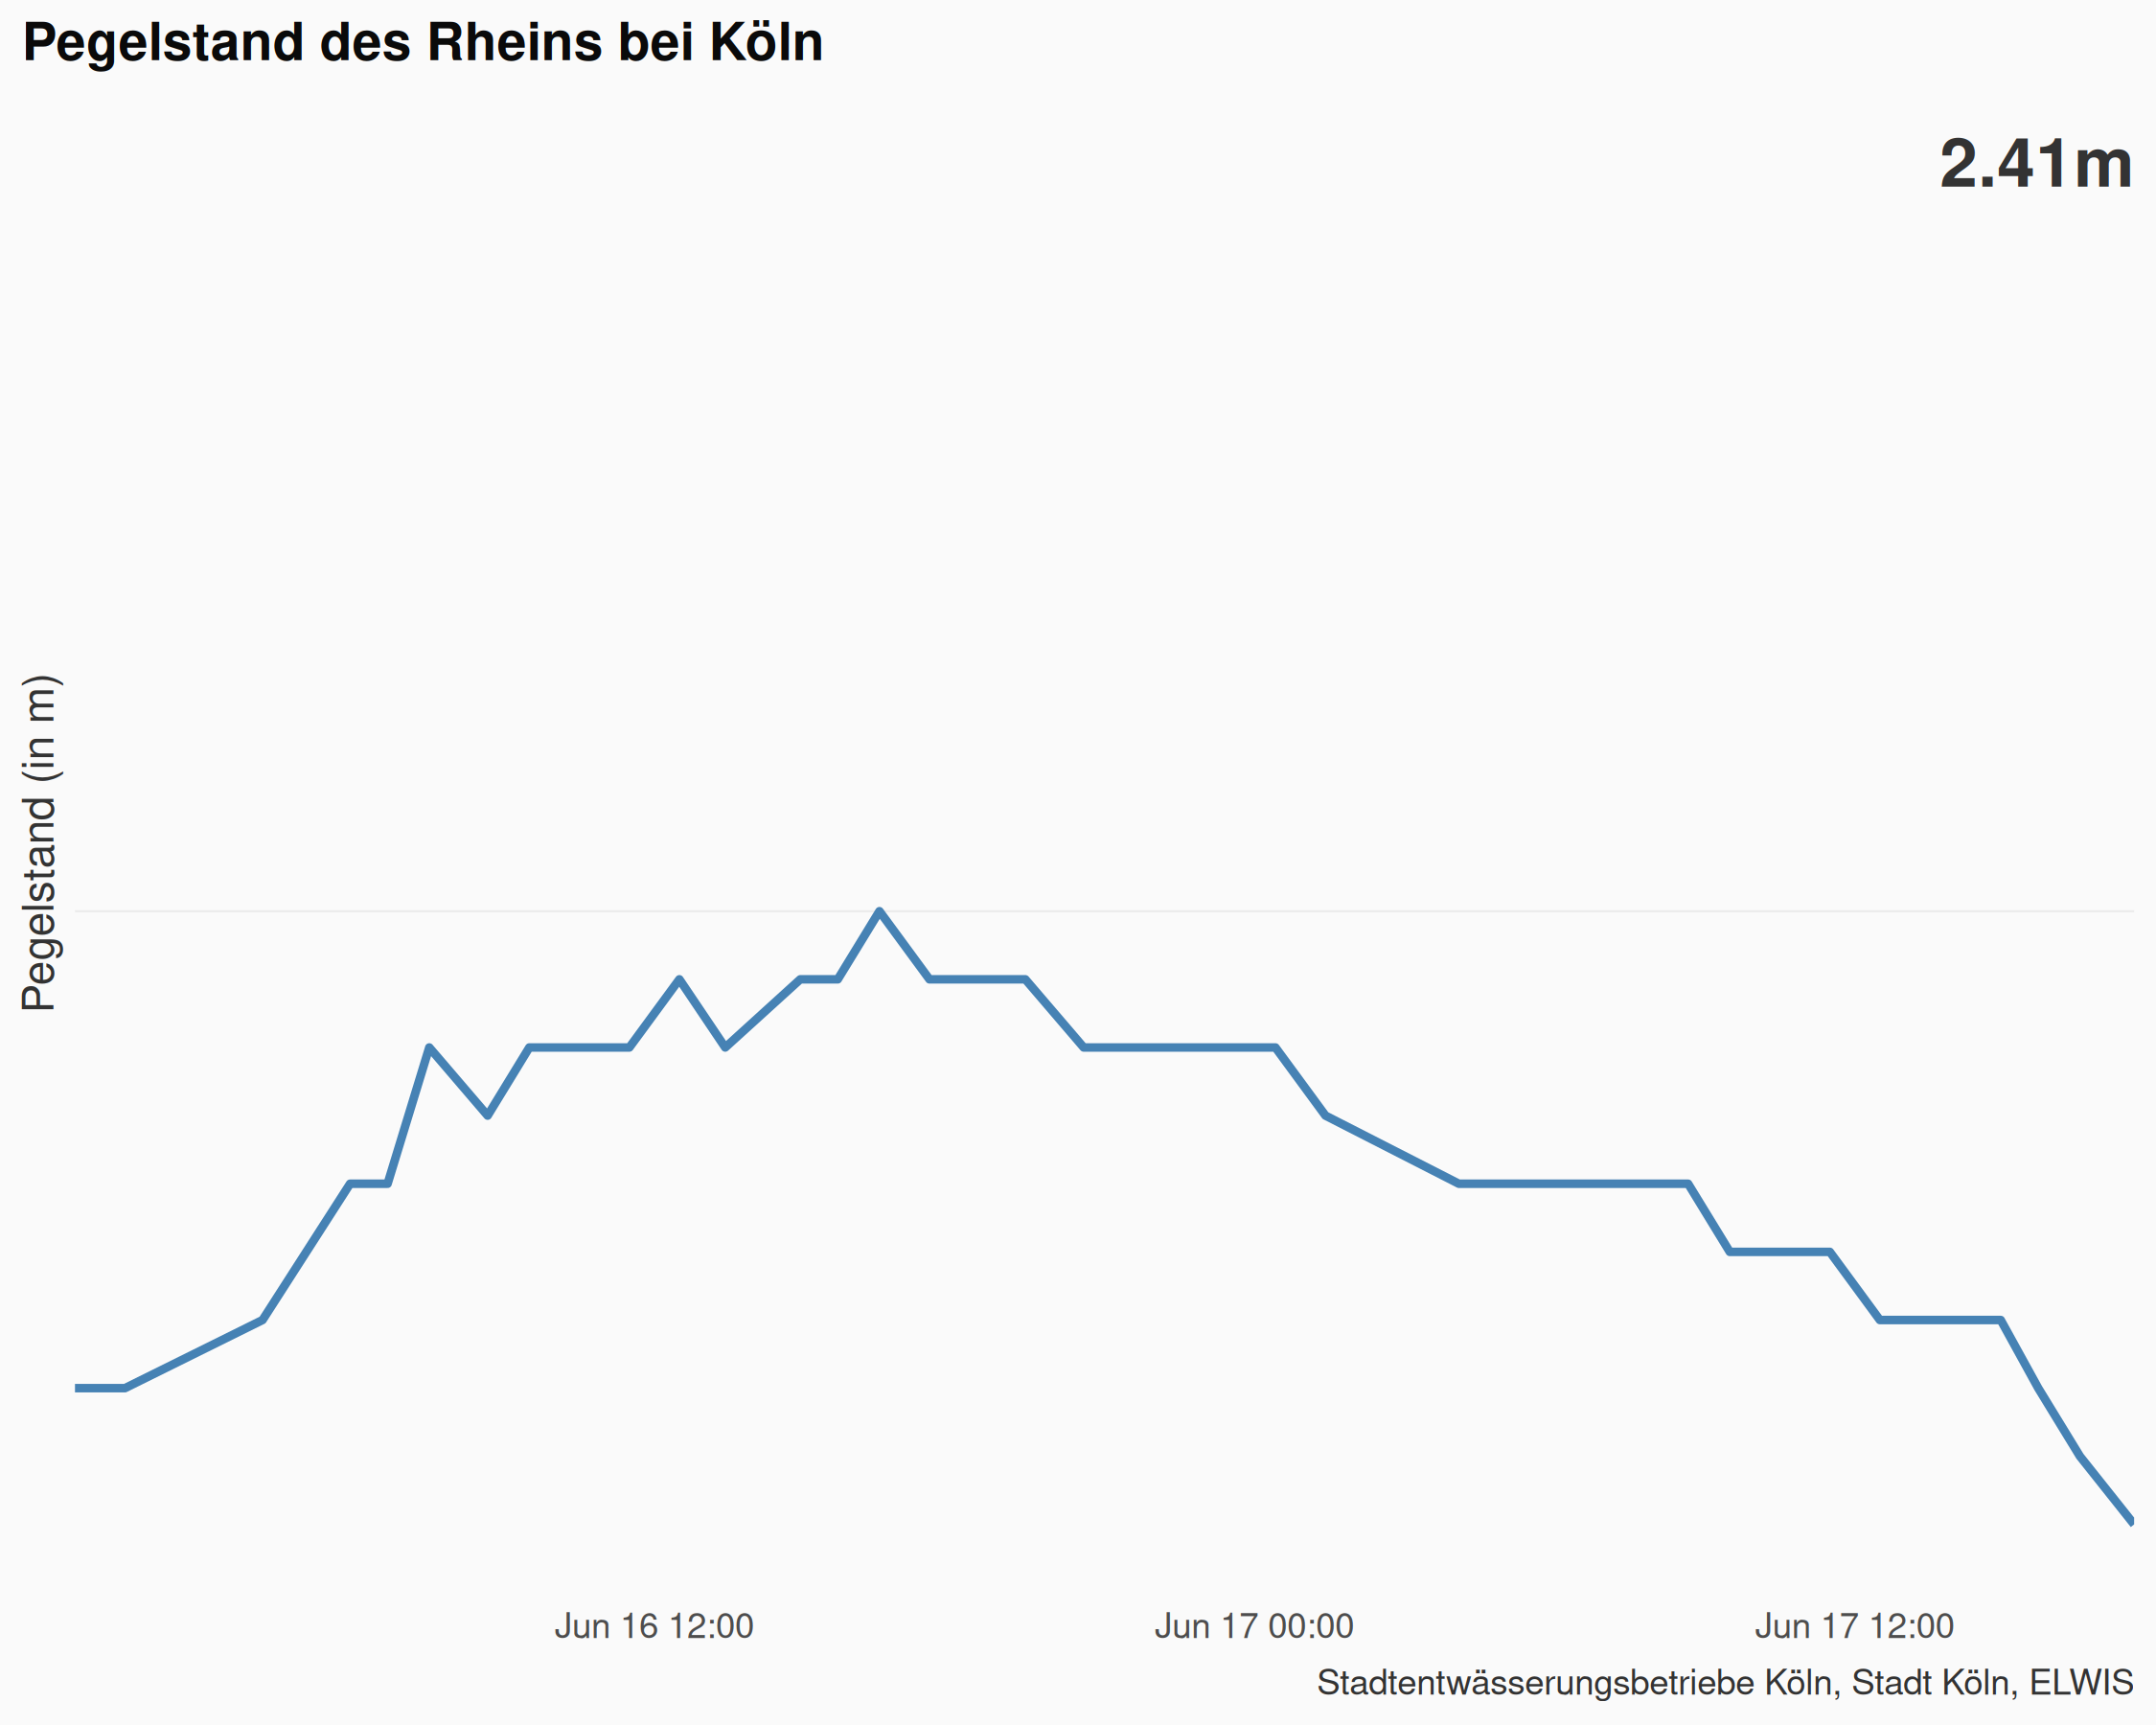 Pegelstand des Rheins bei Köln
2.41m
Pegelstand (in m)
Jun 16 12:00
Jun 17 00:00
Jun 17 12:00
Stadtentwässerungsbetriebe Köln, Stadt Köln, ELWIS